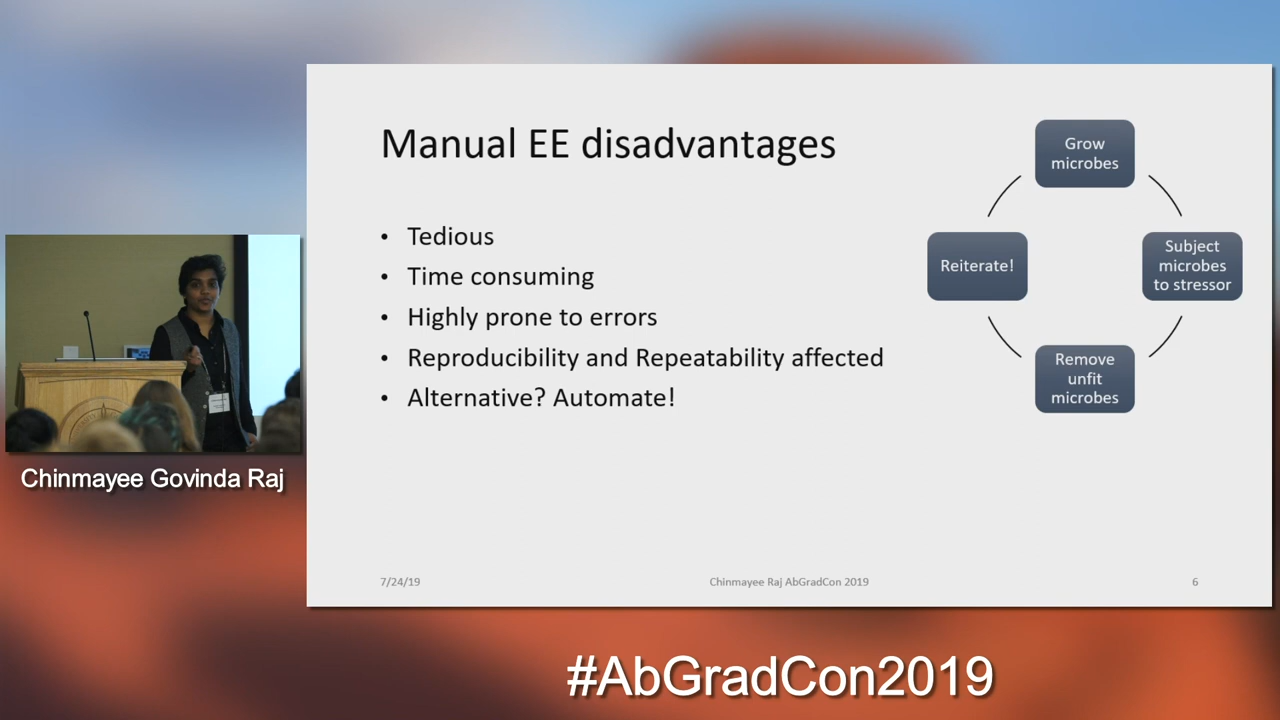 Manual EE disadvantages
• Tedious
• Time consuming
• Highly prone to errors
• Reproducibility and Repeatability affected
• Alternative? Automate!
Grow
microbes
Subject
microbes
to stressor
Remove
unfit
microbes
Reiterate!
7/24/19
Chinmayee Raj AbGradCon 2019
6
Chinmayee Govinda Raj
#AbGradCon2019